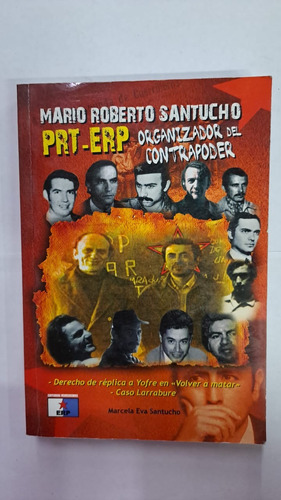 MARIO ROBERTO SANTUCHO
PRT-ERP
ORGANIZADOR DEL
CONTRAPODER
P
R T
- Derecho de réplica a Yofre en «Volver a matar»
- Caso Larrabure
ERP
Marcela Eva Santucho